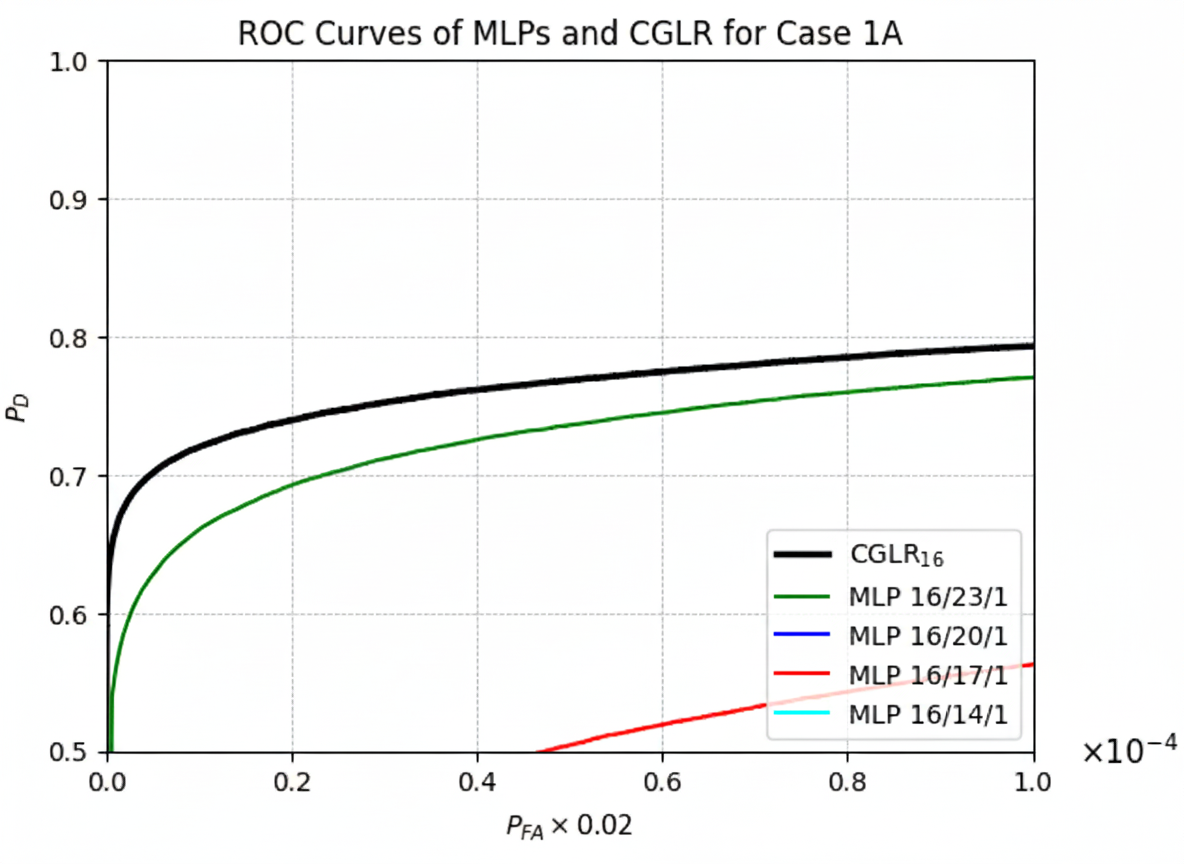 ROC Curves of MLPs and CGLR for Case 1A
1.0
0.9
0.8
0.7
0.6
0.5
P_D
CGLR₁₆
MLP 16/23/1
MLP 16/20/1
MLP 16/17/1
MLP 16/14/1
0.0 0.2 0.4 0.6 0.8 1.0
×10⁻⁴
P_FA × 0.02